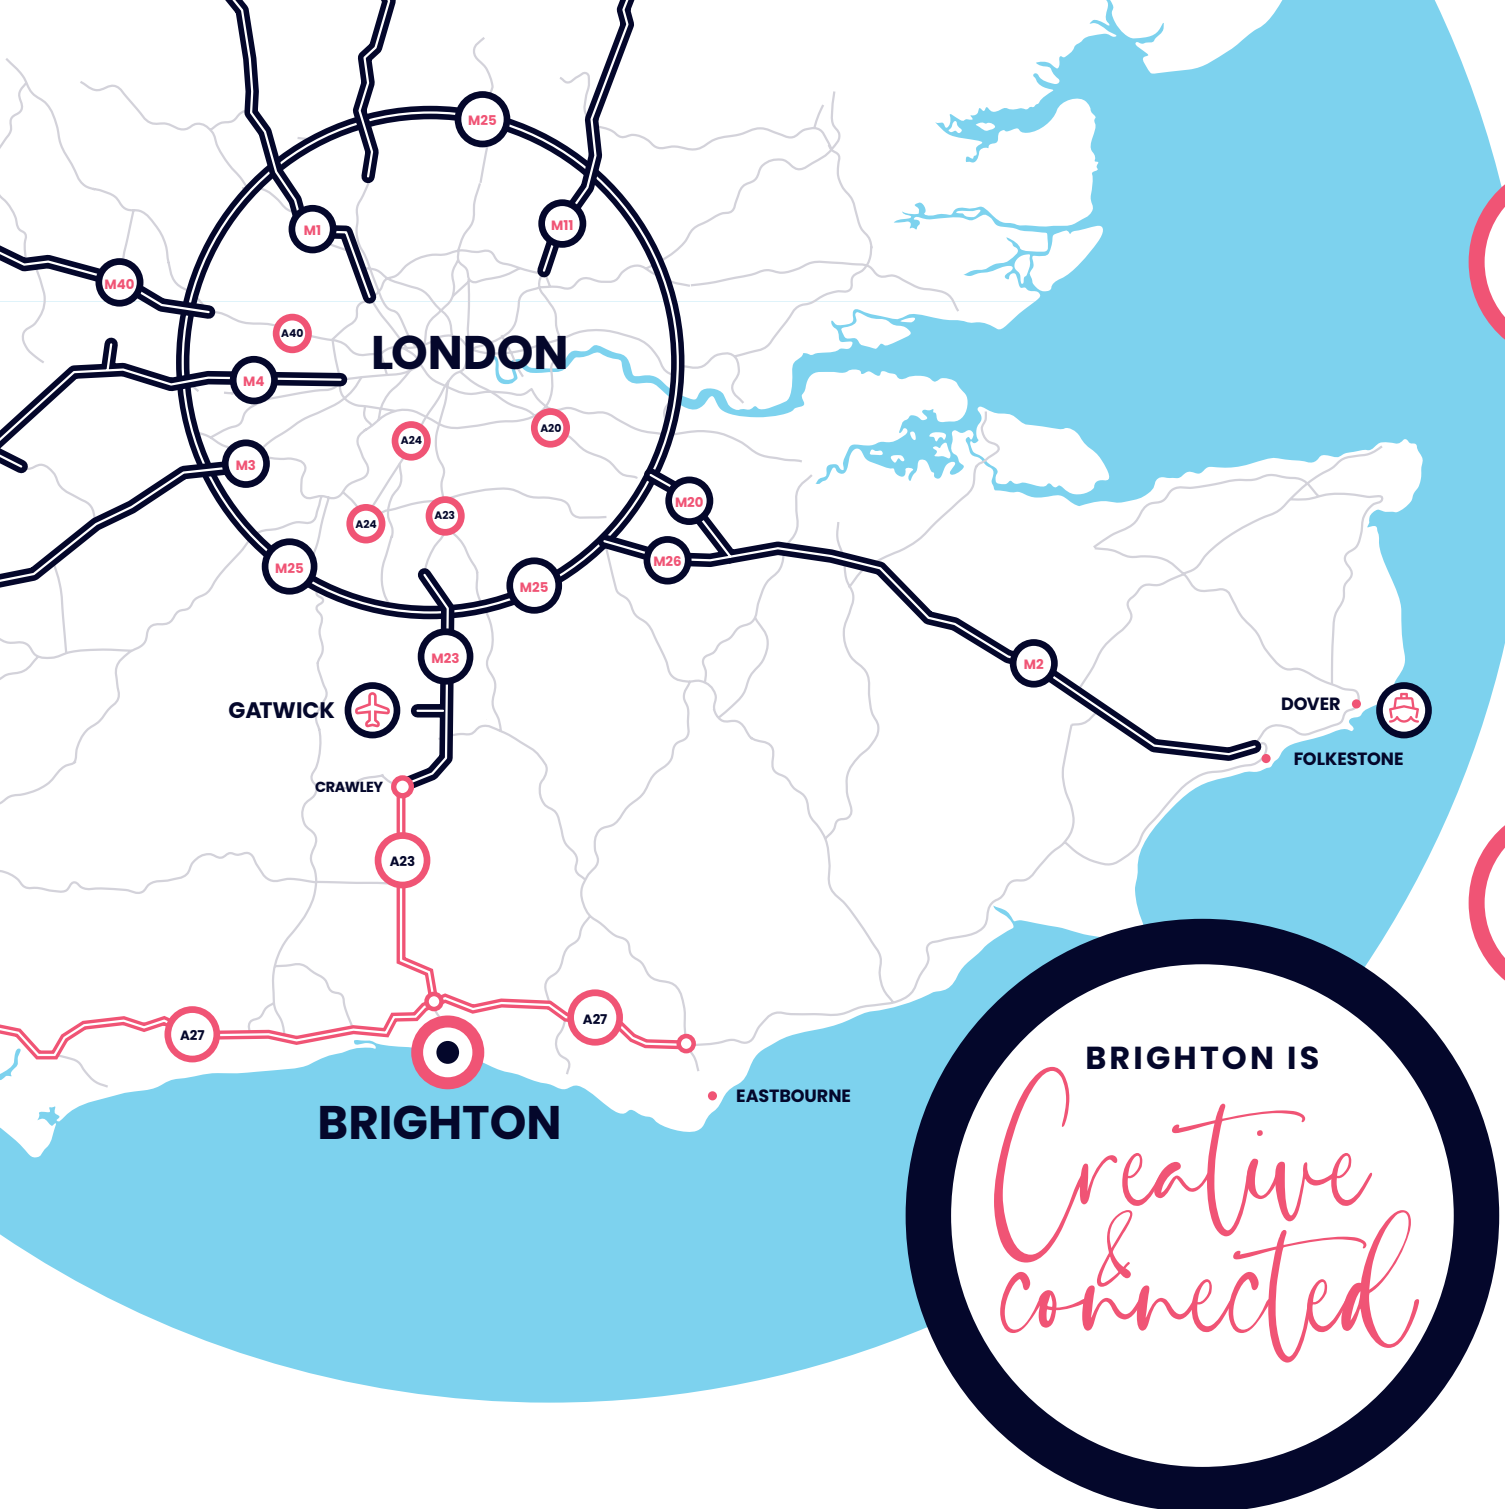 M25
M11
M1
M40
A40
LONDON
M4
A20
A24
M3
M20
A23
A24
M26
M25
M25
M23
M2
DOVER
GATWICK
FOLKESTONE
CRAWLEY
A23
A27
A27
BRIGHTON
EASTBOURNE
BRIGHTON IS
Creative
&
connected